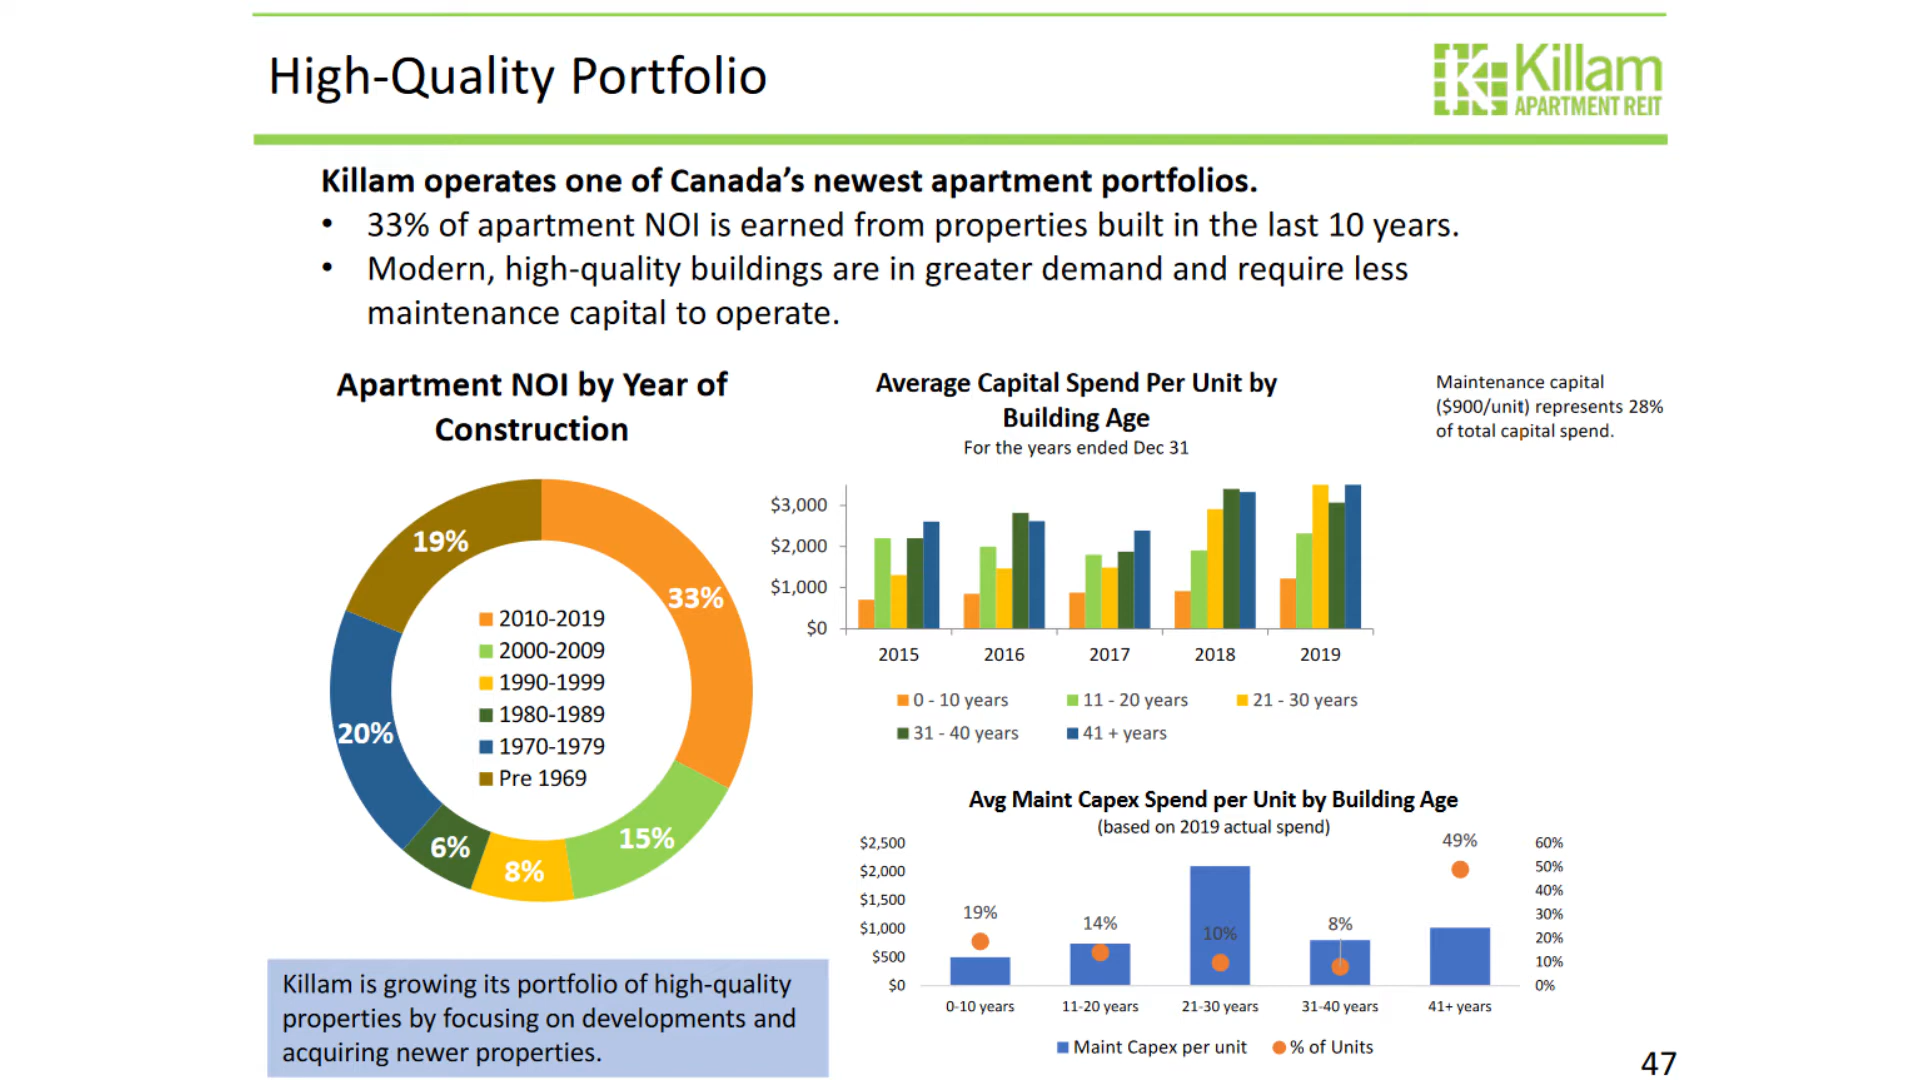 High-Quality Portfolio
Killam
APARTMENT REIT
Killam operates one of Canada’s newest apartment portfolios.
• 33% of apartment NOI is earned from properties built in the last 10 years.
• Modern, high-quality buildings are in greater demand and require less
maintenance capital to operate.
Apartment NOI by Year of
Construction
19%
33%
20%
6%
8%
15%
2010-2019
2000-2009
1990-1999
1980-1989
1970-1979
Pre 1969
Average Capital Spend Per Unit by
Building Age
For the years ended Dec 31
$3,000
$2,000
$1,000
$0
2015 2016 2017 2018 2019
0 - 10 years 11 - 20 years 21 - 30 years
31 - 40 years 41 + years
Maintenance capital
($900/unit) represents 28%
of total capital spend.
Avg Maint Capex Spend per Unit by Building Age
(based on 2019 actual spend)
$2,500
$2,000
$1,500
$1,000
$500
$0
19% 14% 10% 8% 49%
60%
50%
40%
30%
20%
10%
0%
0-10 years 11-20 years 21-30 years 31-40 years 41+ years
Maint Capex per unit % of Units
Killam is growing its portfolio of high-quality
properties by focusing on developments and
acquiring newer properties.
47